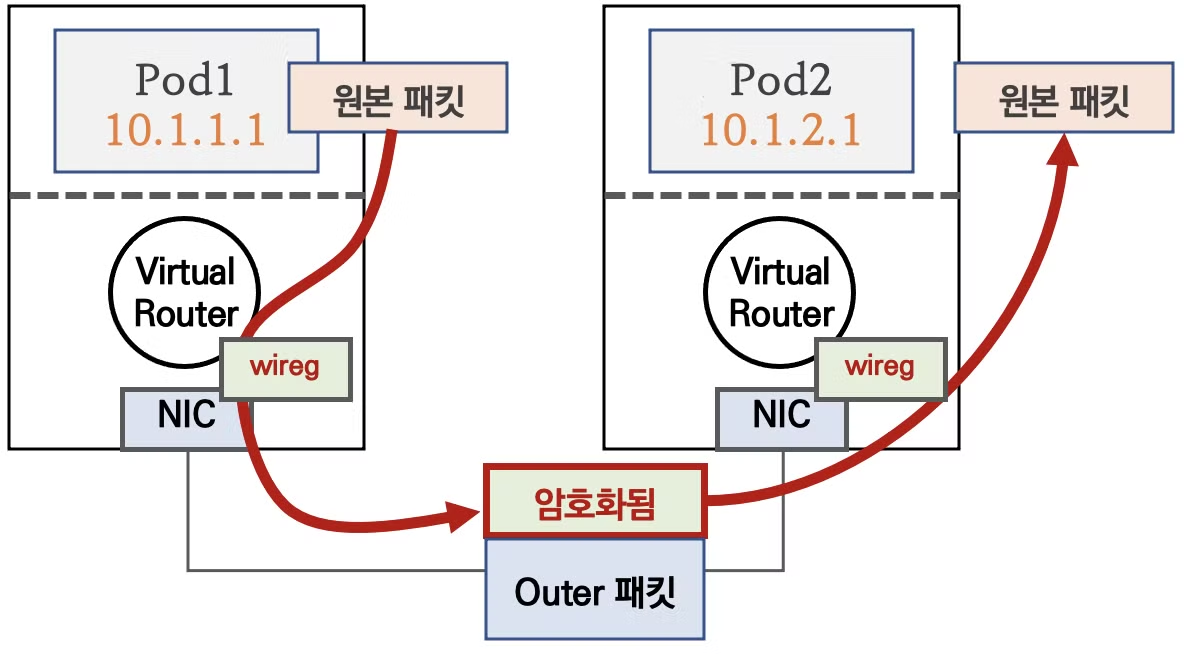 Pod1
10.1.1.1
원본 패킷
Virtual
Router
wireg
NIC
Pod2
10.1.2.1
원본 패킷
Virtual
Router
wireg
NIC
암호화됨
Outer 패킷